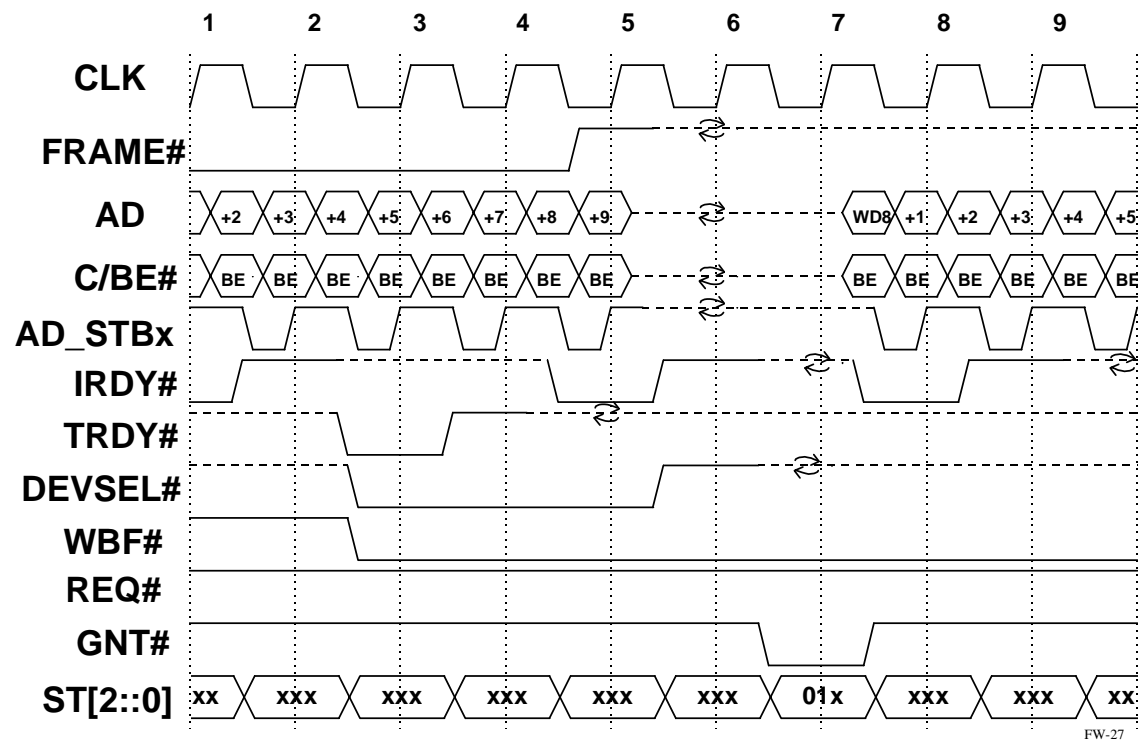 1 2 3 4 5 6 7 8 9
CLK
FRAME#
AD +2 +3 +4 +5 +6 +7 +8 +9 WD8 +1 +2 +3 +4 +5
C/BE# BE BE BE BE BE BE BE BE BE BE BE BE BE BE
AD_STBx
IRDY#
TRDY#
DEVSEL#
WBF#
REQ#
GNT#
ST[2::0] xx xxx xxx xxx xxx xxx 01x xxx xxx xx
FW-27